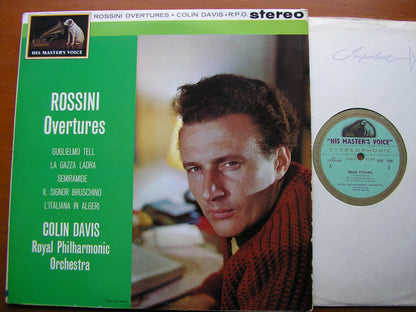 ROSSINI OVERTURES • COLIN DAVIS • R.P.O. stereo
HIS MASTER'S VOICE
ROSSINI
Overtures
GUGLIELMO TELL
LA GAZZA LADRA
SEMIRAMIDE
IL SIGNOR BRUSCHINO
L'ITALIANA IN ALGERI
COLIN DAVIS
Royal Philharmonic
Orchestra
Important
"HIS MASTER'S VOICE"
STEREOPHONIC